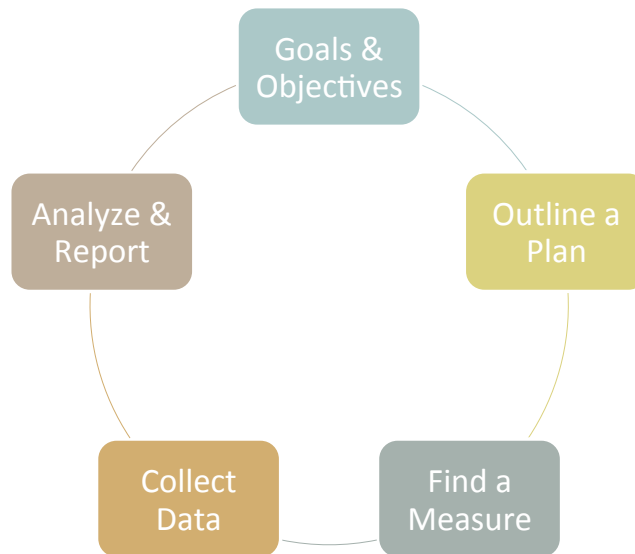 Goals &
Objectives
Outline a
Plan
Find a
Measure
Collect
Data
Analyze &
Report